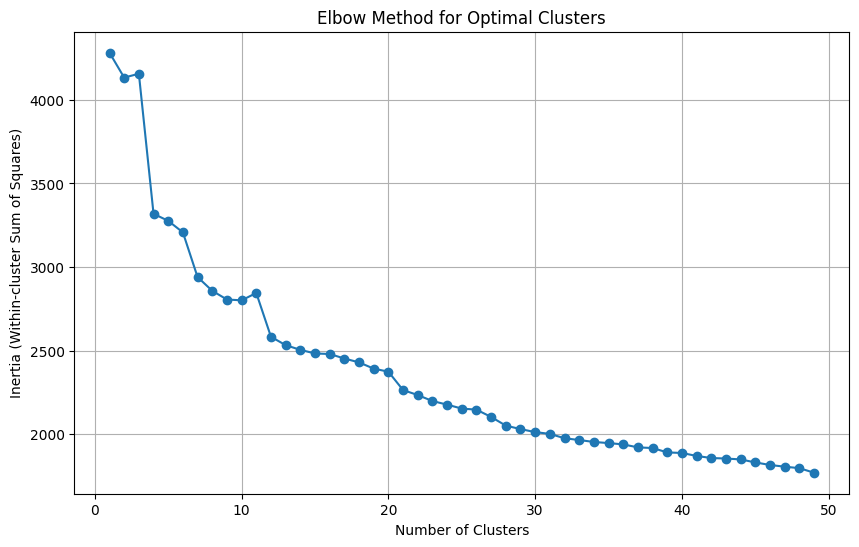 Elbow Method for Optimal Clusters
Inertia (Within-cluster Sum of Squares)
4000
3500
3000
2500
2000
0 10 20 30 40 50
Number of Clusters